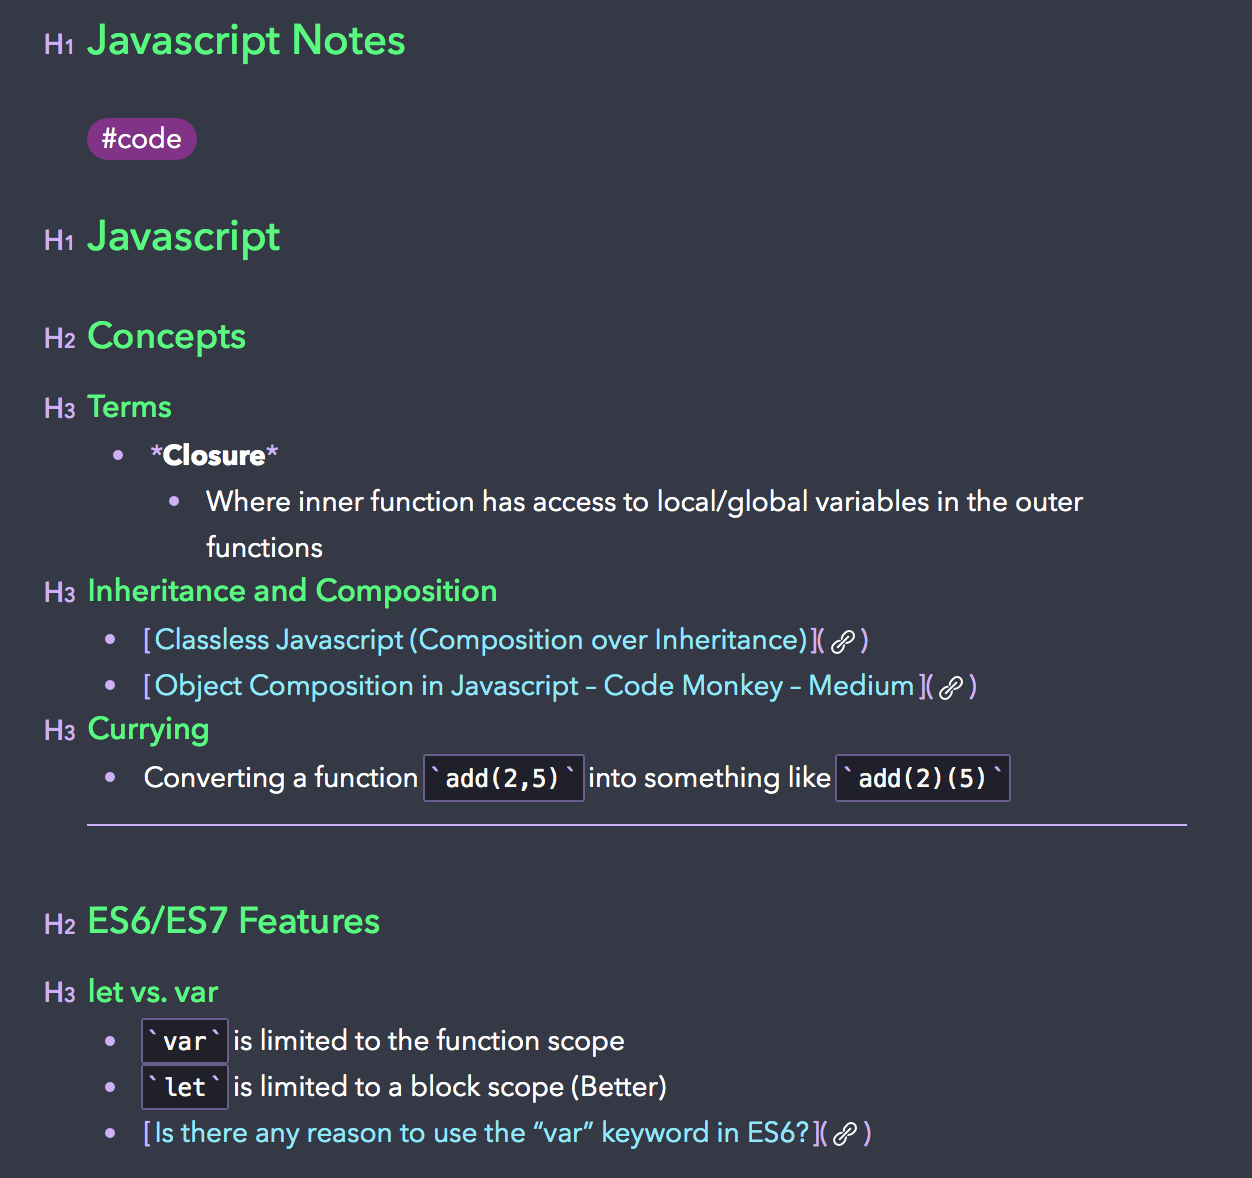 H1 Javascript Notes
#code
H1 Javascript
H2 Concepts
H3 Terms
• *Closure*
• Where inner function has access to local/global variables in the outer
functions
H3 Inheritance and Composition
• [Classless Javascript (Composition over Inheritance)]()
• [Object Composition in Javascript – Code Monkey – Medium]()
H3 Currying
• Converting a function `add(2,5)` into something like `add(2)(5)`
H2 ES6/ES7 Features
H3 let vs. var
• `var` is limited to the function scope
• `let` is limited to a block scope (Better)
• [Is there any reason to use the “var” keyword in ES6?]()